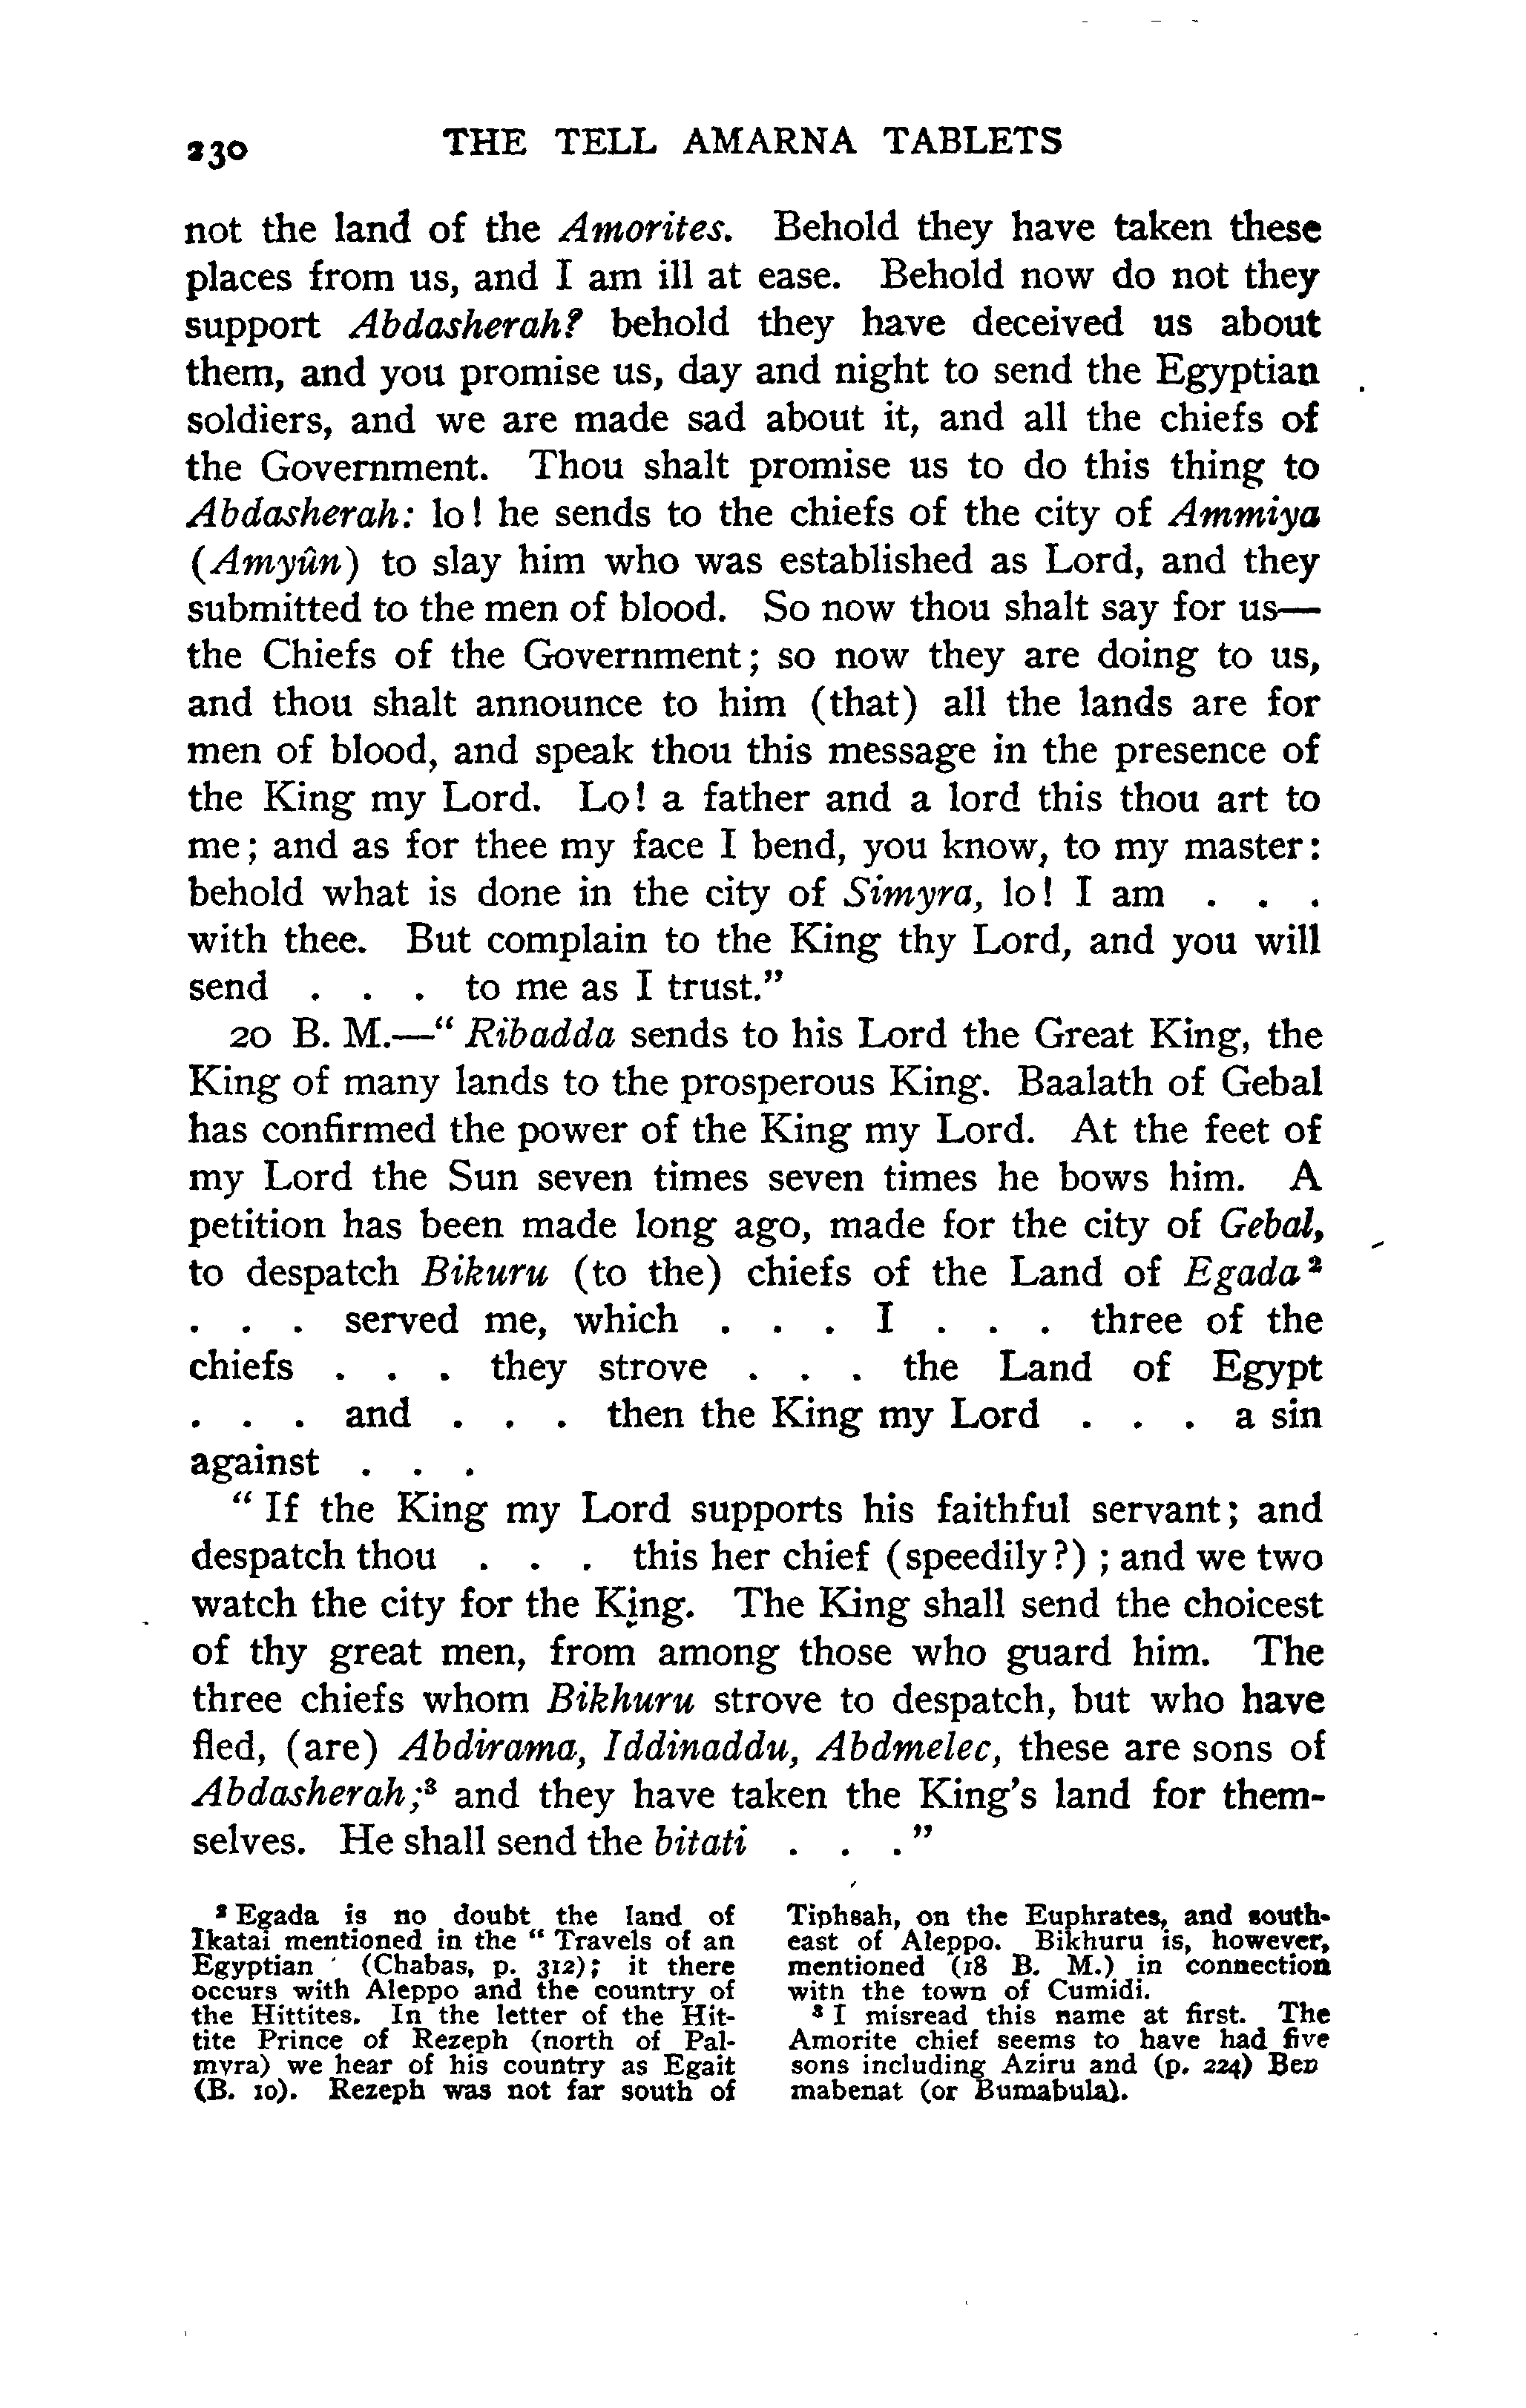 230 THE TELL AMARNA TABLETS
not the land of the Amorites. Behold they have taken these
places from us, and I am ill at ease. Behold now do not they
support Abdasherah? behold they have deceived us about
them, and you promise us, day and night to send the Egyptian
soldiers, and we are made sad about it, and all the chiefs of
the Government. Thou shalt promise us to do this thing to
Abdasherah: lo! he sends to the chiefs of the city of Ammiya
(Amyûn) to slay him who was established as Lord, and they
submitted to the men of blood. So now thou shalt say for us—
the Chiefs of the Government; so now they are doing to us,
and thou shalt announce to him (that) all the lands are for
men of blood, and speak thou this message in the presence of
the King my Lord. Lo! a father and a lord this thou art to
me; and as for thee my face I bend, you know, to my master:
behold what is done in the city of Simyra, lo! I am . . .
with thee. But complain to the King thy Lord, and you will
send . . . to me as I trust.”
20 B. M.—“Ribadda sends to his Lord the Great King, the
King of many lands to the prosperous King. Baalath of Gebal
has confirmed the power of the King my Lord. At the feet of
my Lord the Sun seven times seven times he bows him. A
petition has been made long ago, made for the city of Gebal,
to despatch Bikuru (to the) chiefs of the Land of Egada²
. . . served me, which . . . I . . . three of the
chiefs . . . they strove . . . the Land of Egypt
. . . and . . . then the King my Lord . . . a sin
against . . .
“If the King my Lord supports his faithful servant; and
despatch thou . . . this her chief (speedily?); and we two
watch the city for the King. The King shall send the choicest
of thy great men, from among those who guard him. The
three chiefs whom Bikhuru strove to despatch, but who have
fled, (are) Abdirama, Iddinaddu, Abdmelec, these are sons of
Abdasherah;³ and they have taken the King’s land for them-
selves. He shall send the bitati . . .”
² Egada is no doubt the land of
Ikatai mentioned in the “Travels of an
Egyptian ' (Chabas, p. 312); it there
occurs with Aleppo and the country of
the Hittites. In the letter of the Hit-
tite Prince of Rezeph (north of Pal-
myra) we hear of his country as Egait
(B. 10). Rezeph was not far south of
Tiphsah, on the Euphrates, and south-
east of Aleppo. Bikhuru is, however,
mentioned (18 B. M.) in connection
with the town of Cumidi.
³ I misread this name at first. The
Amorite chief seems to have had five
sons including Aziru and (p. 224) Ben
mabenat (or Bumabula).